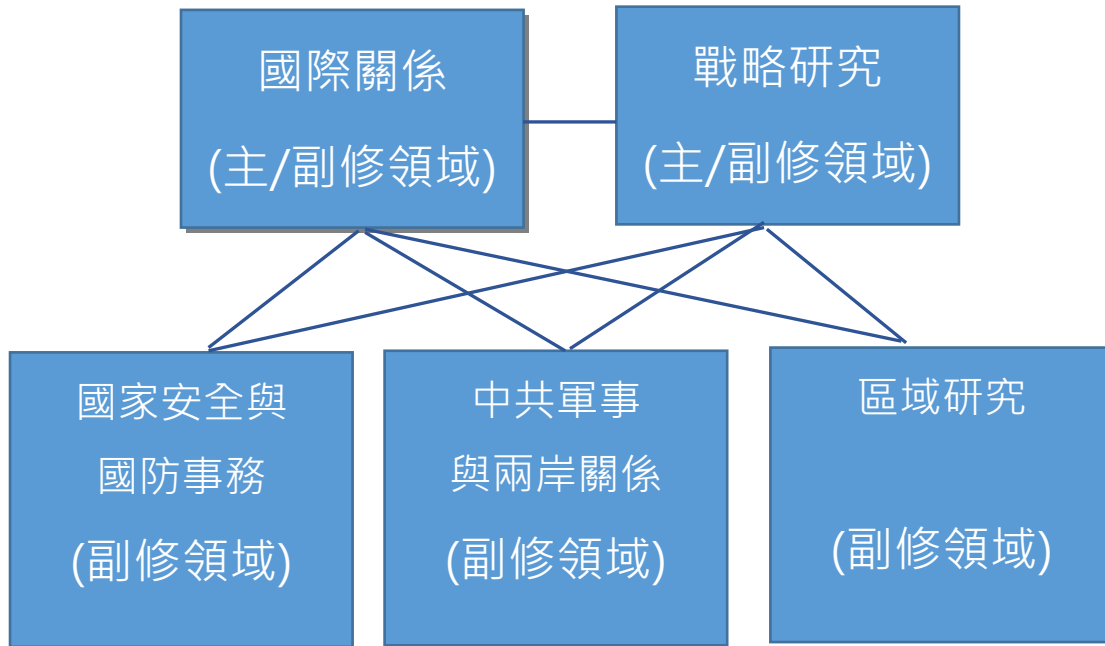 國際關係
(主/副修領域)
戰略研究
(主/副修領域)
國家安全與
國防事務
(副修領域)
中共軍事
與兩岸關係
(副修領域)
區域研究
(副修領域)